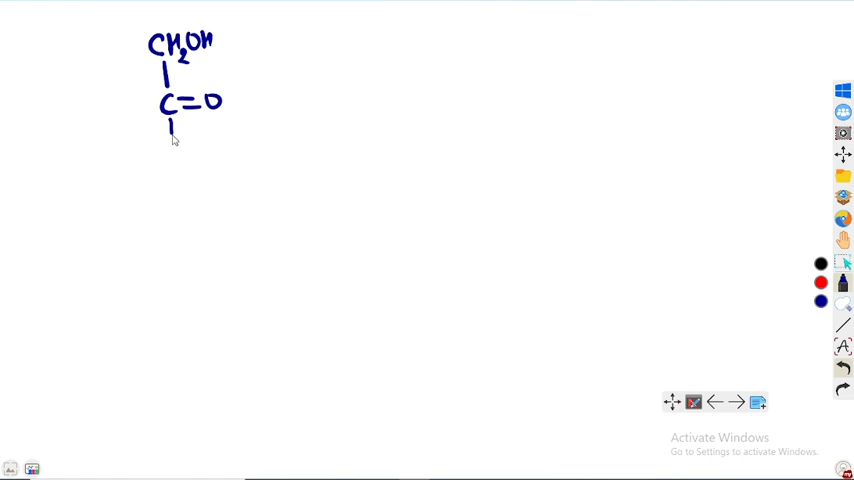 CH₂OH
C=O
Activate Windows
Go to Settings to activate Windows.